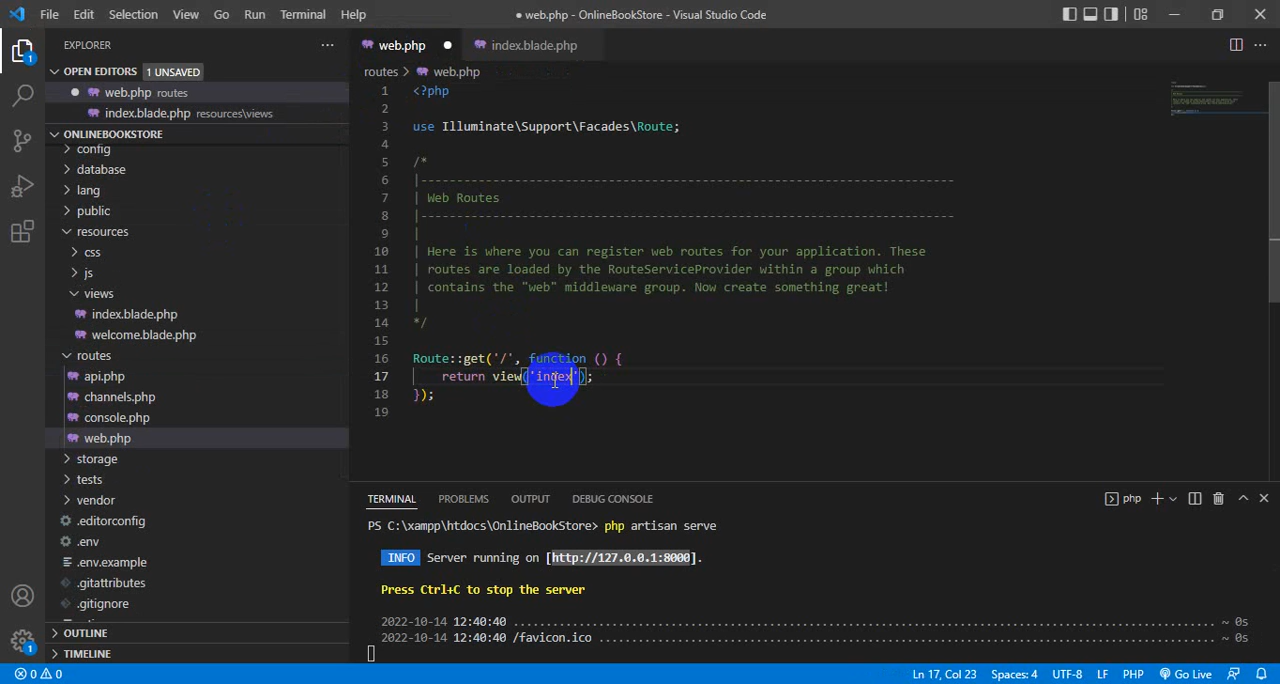 File Edit Selection View Go Run Terminal Help
● web.php - OnlineBookStore - Visual Studio Code
EXPLORER
OPEN EDITORS 1 UNSAVED
web.php routes
index.blade.php resources\views
ONLINEBOOKSTORE
config
database
lang
public
resources
css
js
views
index.blade.php
welcome.blade.php
routes
api.php
channels.php
console.php
web.php
storage
tests
vendor
.editorconfig
.env
.env.example
.gitattributes
.gitignore
OUTLINE
TIMELINE
web.php index.blade.php
routes > web.php
1 <?php
2
3 use Illuminate\Support\Facades\Route;
4
5 /*
6 |--------------------------------------------------------------------------
7 | Web Routes
8 |--------------------------------------------------------------------------
9 |
10 | Here is where you can register web routes for your application. These
11 | routes are loaded by the RouteServiceProvider within a group which
12 | contains the "web" middleware group. Now create something great!
13 |
14 */
15
16 Route::get('/', function () {
17 return view('index');
18 });
19
TERMINAL PROBLEMS OUTPUT DEBUG CONSOLE
php
PS C:\xampp\htdocs\OnlineBookStore> php artisan serve
INFO Server running on [http://127.0.0.1:8000].
Press Ctrl+C to stop the server
2022-10-14 12:40:40 ........................................ ~ 0s
2022-10-14 12:40:40 /favicon.ico ........................................ ~ 0s
0 0
Ln 17, Col 23 Spaces: 4 UTF-8 LF PHP Go Live
1
1